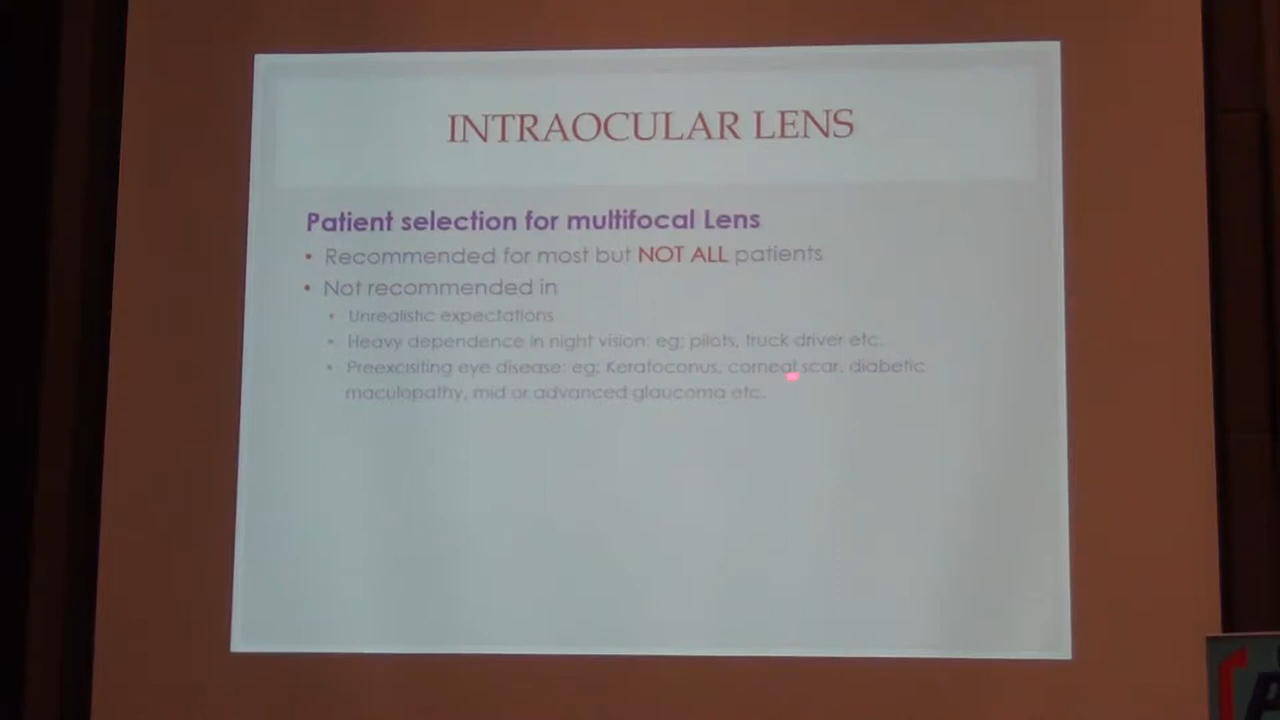 INTRAOCULAR LENS
Patient selection for multifocal Lens
• Recommended for most but NOT ALL patients
• Not recommended in
• Unrealistic expectations
• Heavy dependence in night vision: eg: pilots, truck driver etc.
• Preexcisiting eye disease: eg: Keratoconus, corneal scar, diabetic
maculopathy, mid or advanced glaucoma etc.